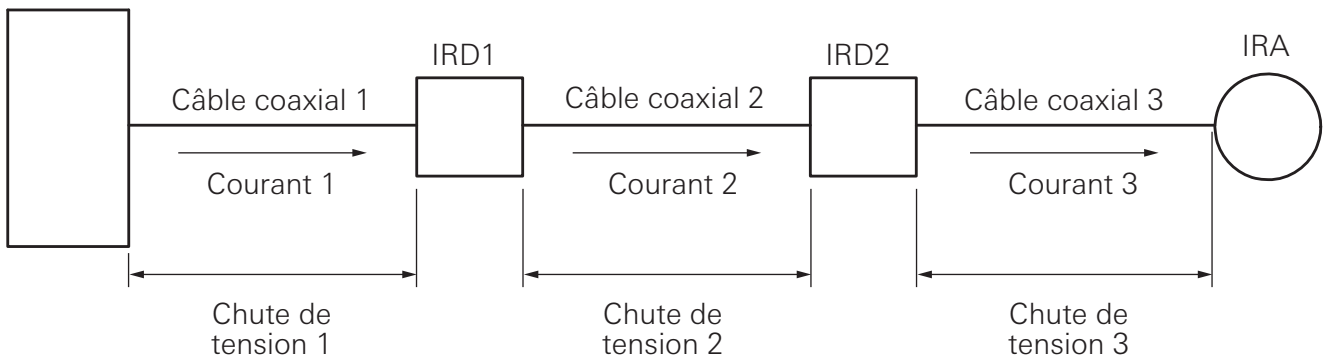 IRD1
IRD2
IRA
Câble coaxial 1
Câble coaxial 2
Câble coaxial 3
Courant 1
Courant 2
Courant 3
Chute de
tension 1
Chute de
tension 2
Chute de
tension 3